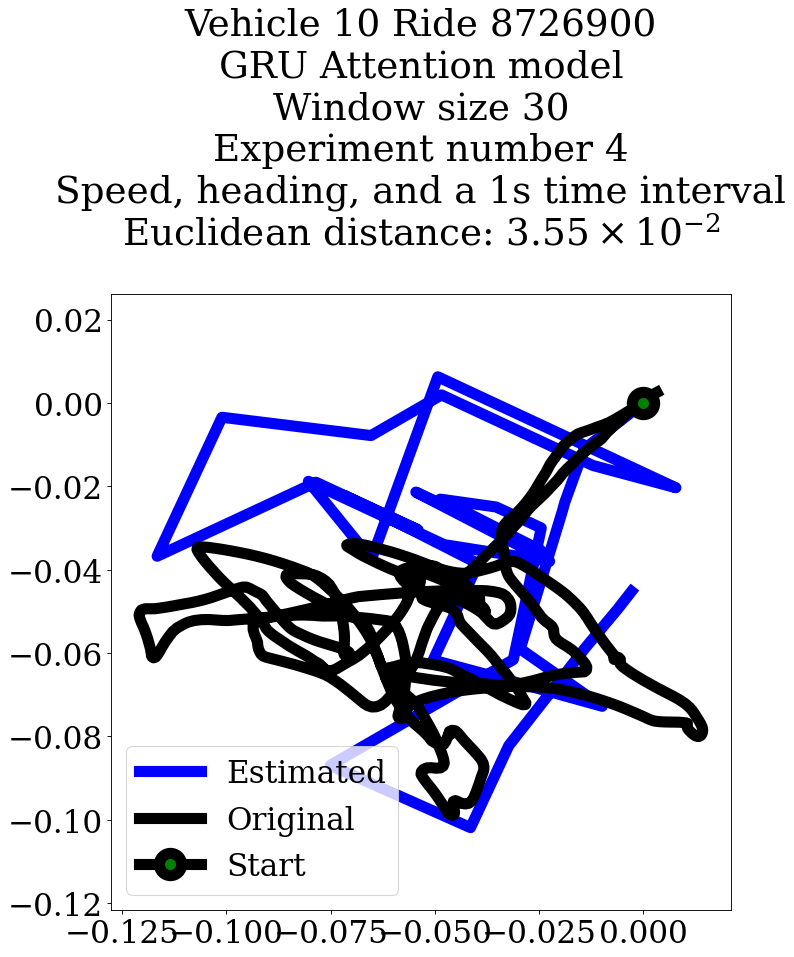 Vehicle 10 Ride 8726900
GRU Attention model
Window size 30
Experiment number 4
Speed, heading, and a 1s time interval
Euclidean distance: 3.55 × 10⁻²
0.02
0.00
−0.02
−0.04
−0.06
−0.08
−0.10
−0.12
Estimated
Original
Start
−0.125 −0.100 −0.075 −0.050 −0.025 0.000